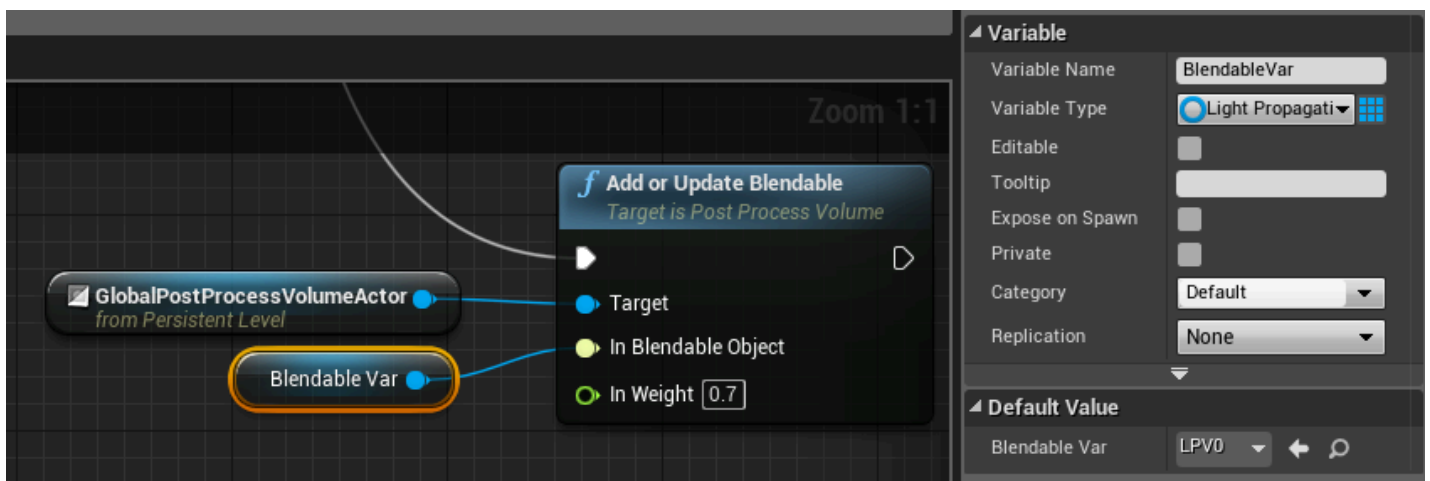 Zoom 1:1
Add or Update Blendable
Target is Post Process Volume
GlobalPostProcessVolumeActor
from Persistent Level
Target
In Blendable Object
Blendable Var
In Weight 0.7
Variable
Variable Name BlendableVar
Variable Type Light Propagati
Editable
Tooltip
Expose on Spawn
Private
Category Default
Replication None
Default Value
Blendable Var LPV0